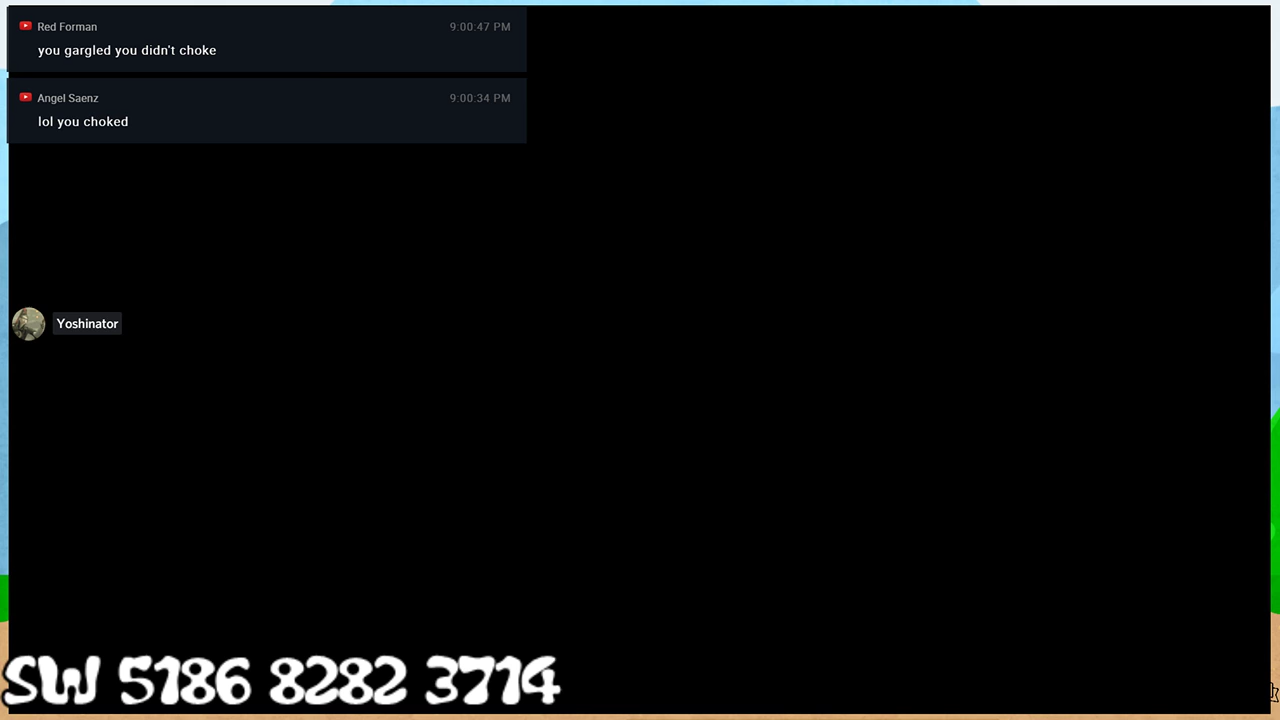 Red Forman 9:00:47 PM
you gargled you didn't choke
Angel Saenz 9:00:34 PM
lol you choked
Yoshinator
SW 5186 8282 3714